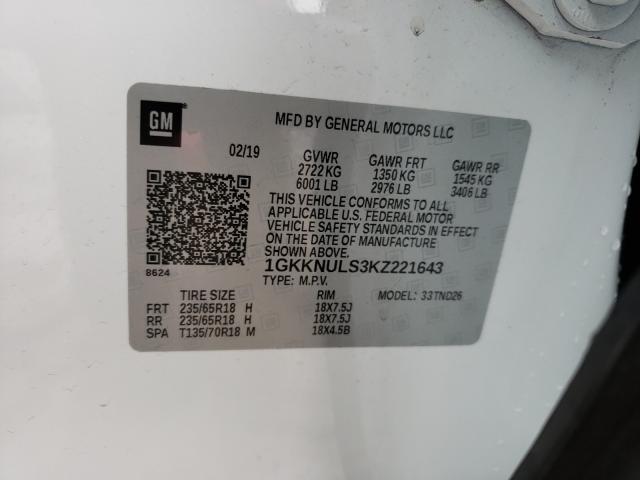 GM
MFD BY GENERAL MOTORS LLC
02/19 GVWR GAWR FRT GAWR RR
2722 KG 1350 KG 1545 KG
6001 LB 2976 LB 3406 LB
THIS VEHICLE CONFORMS TO ALL
APPLICABLE U.S. FEDERAL MOTOR
VEHICLE SAFETY STANDARDS IN
EFFECT ON THE DATE OF MANUFACTURE
SHOWN ABOVE.
8624
1GKKNULS3KZ221643
TYPE: M.P.V.
TIRE SIZE RIM MODEL: 33TND26
FRT 235/65R18 H 18X7.5J
RR 235/65R18 H 18X7.5J
SPA T135/70R18 M 18X4.5B